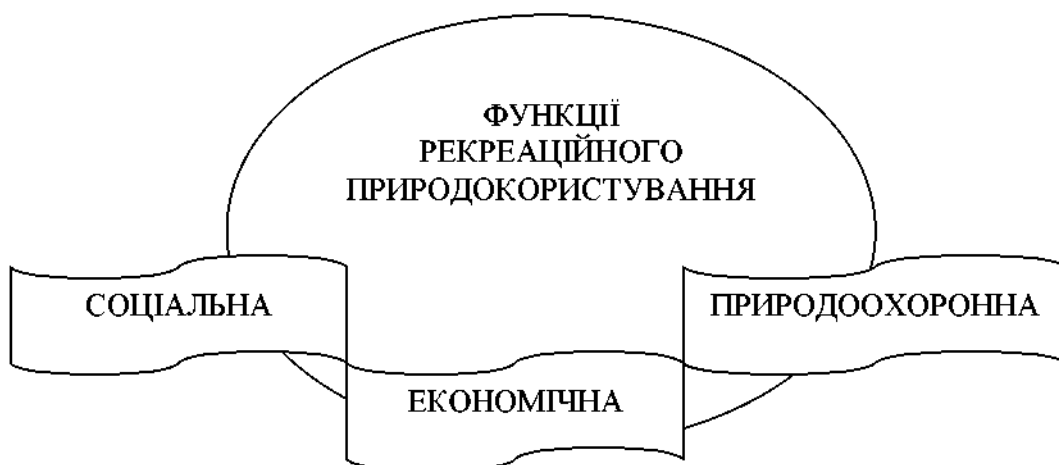 ФУНКЦІЇ
РЕКРЕАЦІЙНОГО
ПРИРОДОКОРИСТУВАННЯ
СОЦІАЛЬНА
ПРИРОДООХОРОННА
ЕКОНОМІЧНА